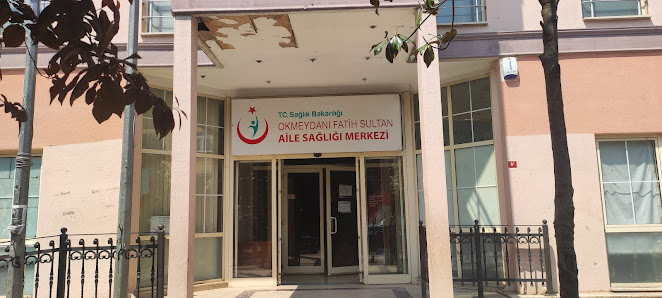 T.C. Sağlık Bakanlığı
OKMEYDANI FATİH SULTAN
AİLE SAĞLIĞI MERKEZİ